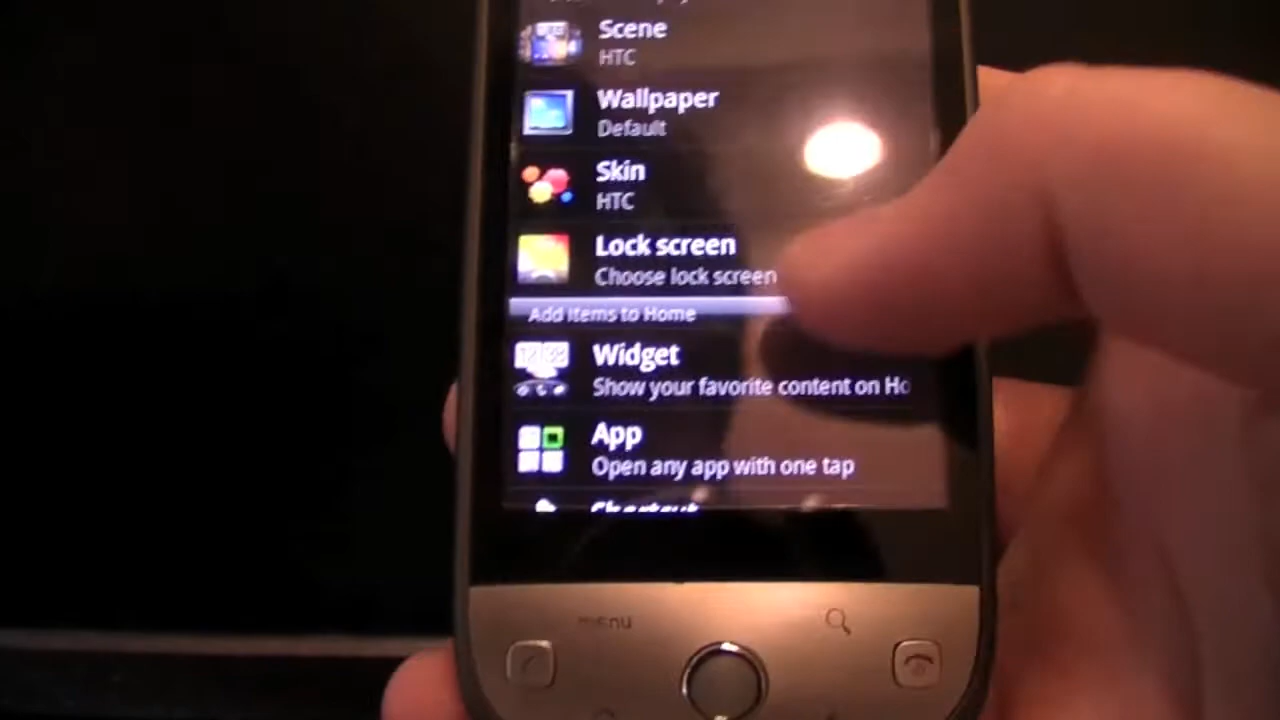 Scene
HTC
Wallpaper
Default
Skin
HTC
Lock screen
Choose lock screen
Add items to Home
Widget
Show your favorite content on Ho
App
Open any app with one tap
Shortcut
menu